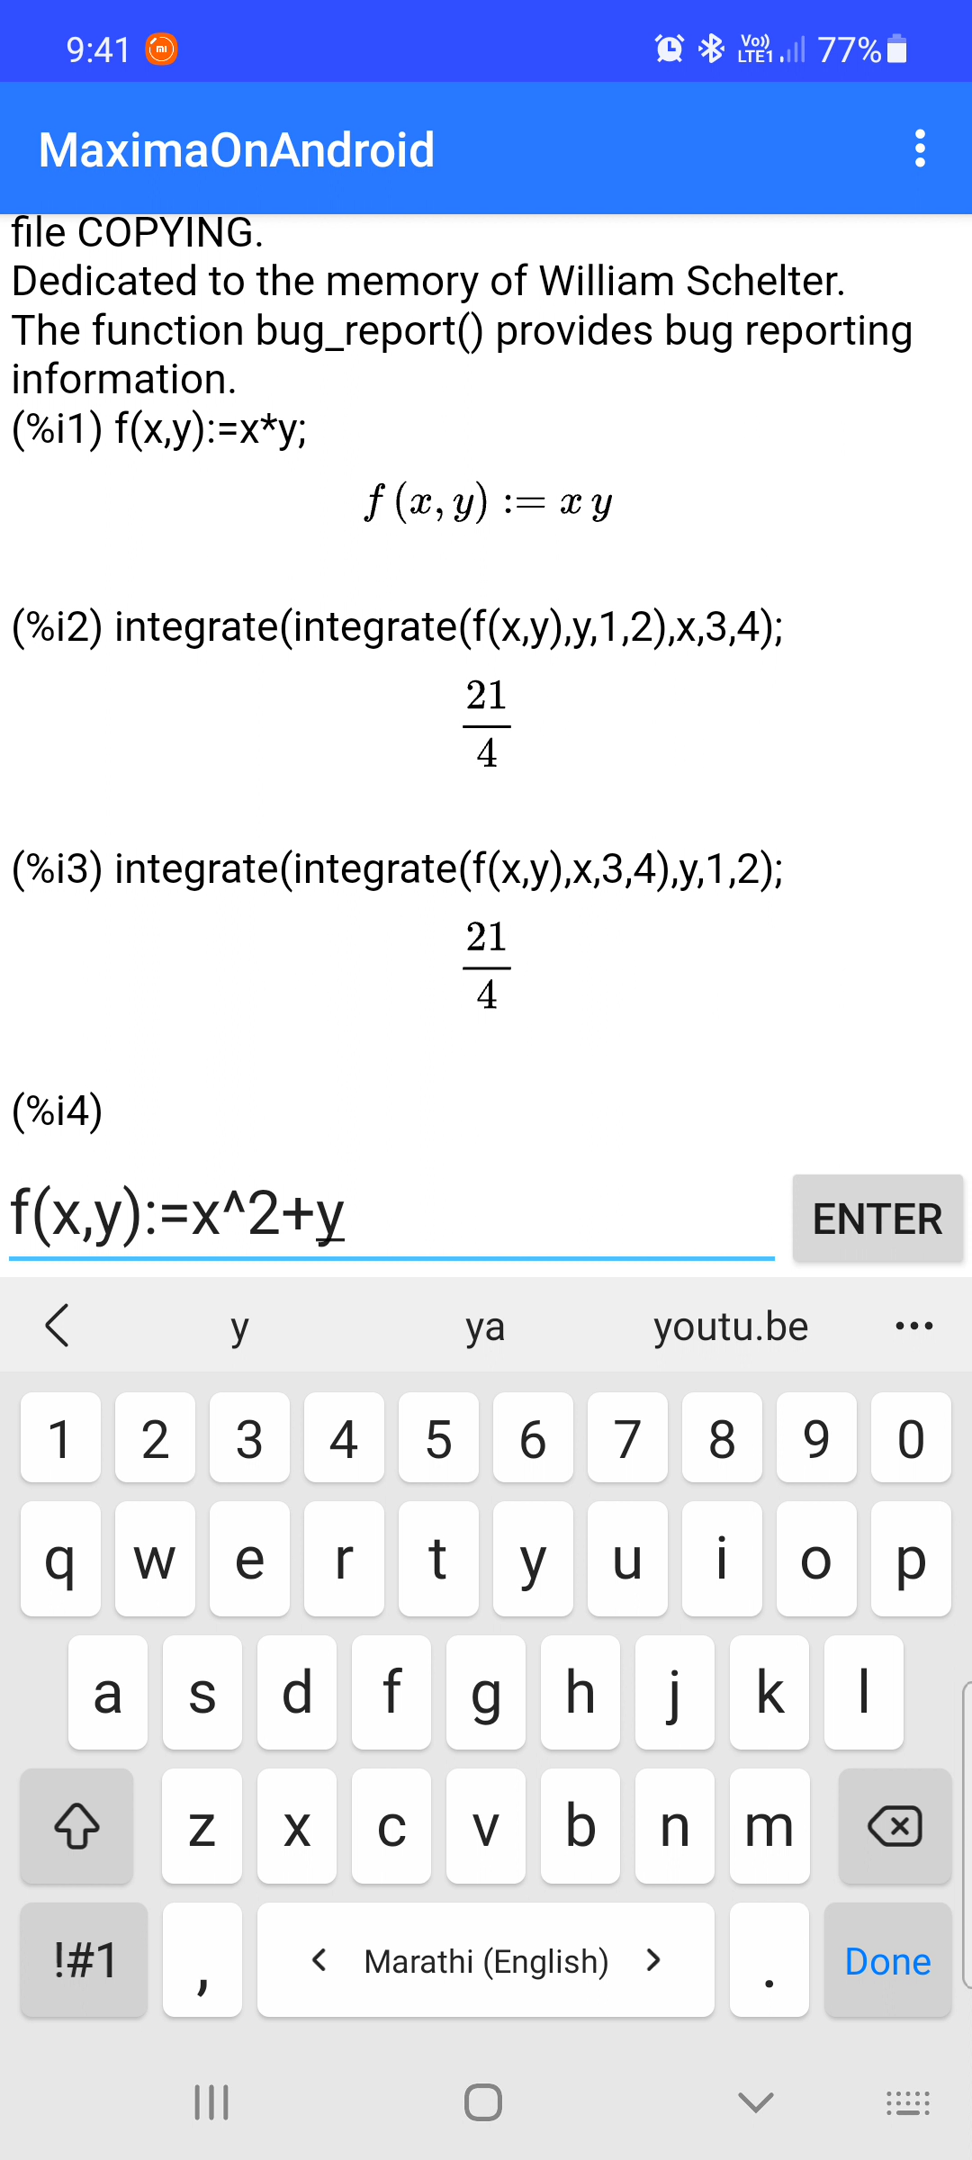 9:41 mi Vo)) LTE1 77%
MaximaOnAndroid
file COPYING.
Dedicated to the memory of William Schelter.
The function bug_report() provides bug reporting
information.
(%i1) f(x,y):=x*y;
f (x, y) := x y
(%i2) integrate(integrate(f(x,y),y,1,2),x,3,4);
21
4
(%i3) integrate(integrate(f(x,y),x,3,4),y,1,2);
21
4
(%i4)
f(x,y):=x^2+y ENTER
y ya youtu.be
1 2 3 4 5 6 7 8 9 0
q w e r t y u i o p
a s d f g h j k l
z x c v b n m
!#1 , < Marathi (English) > . Done